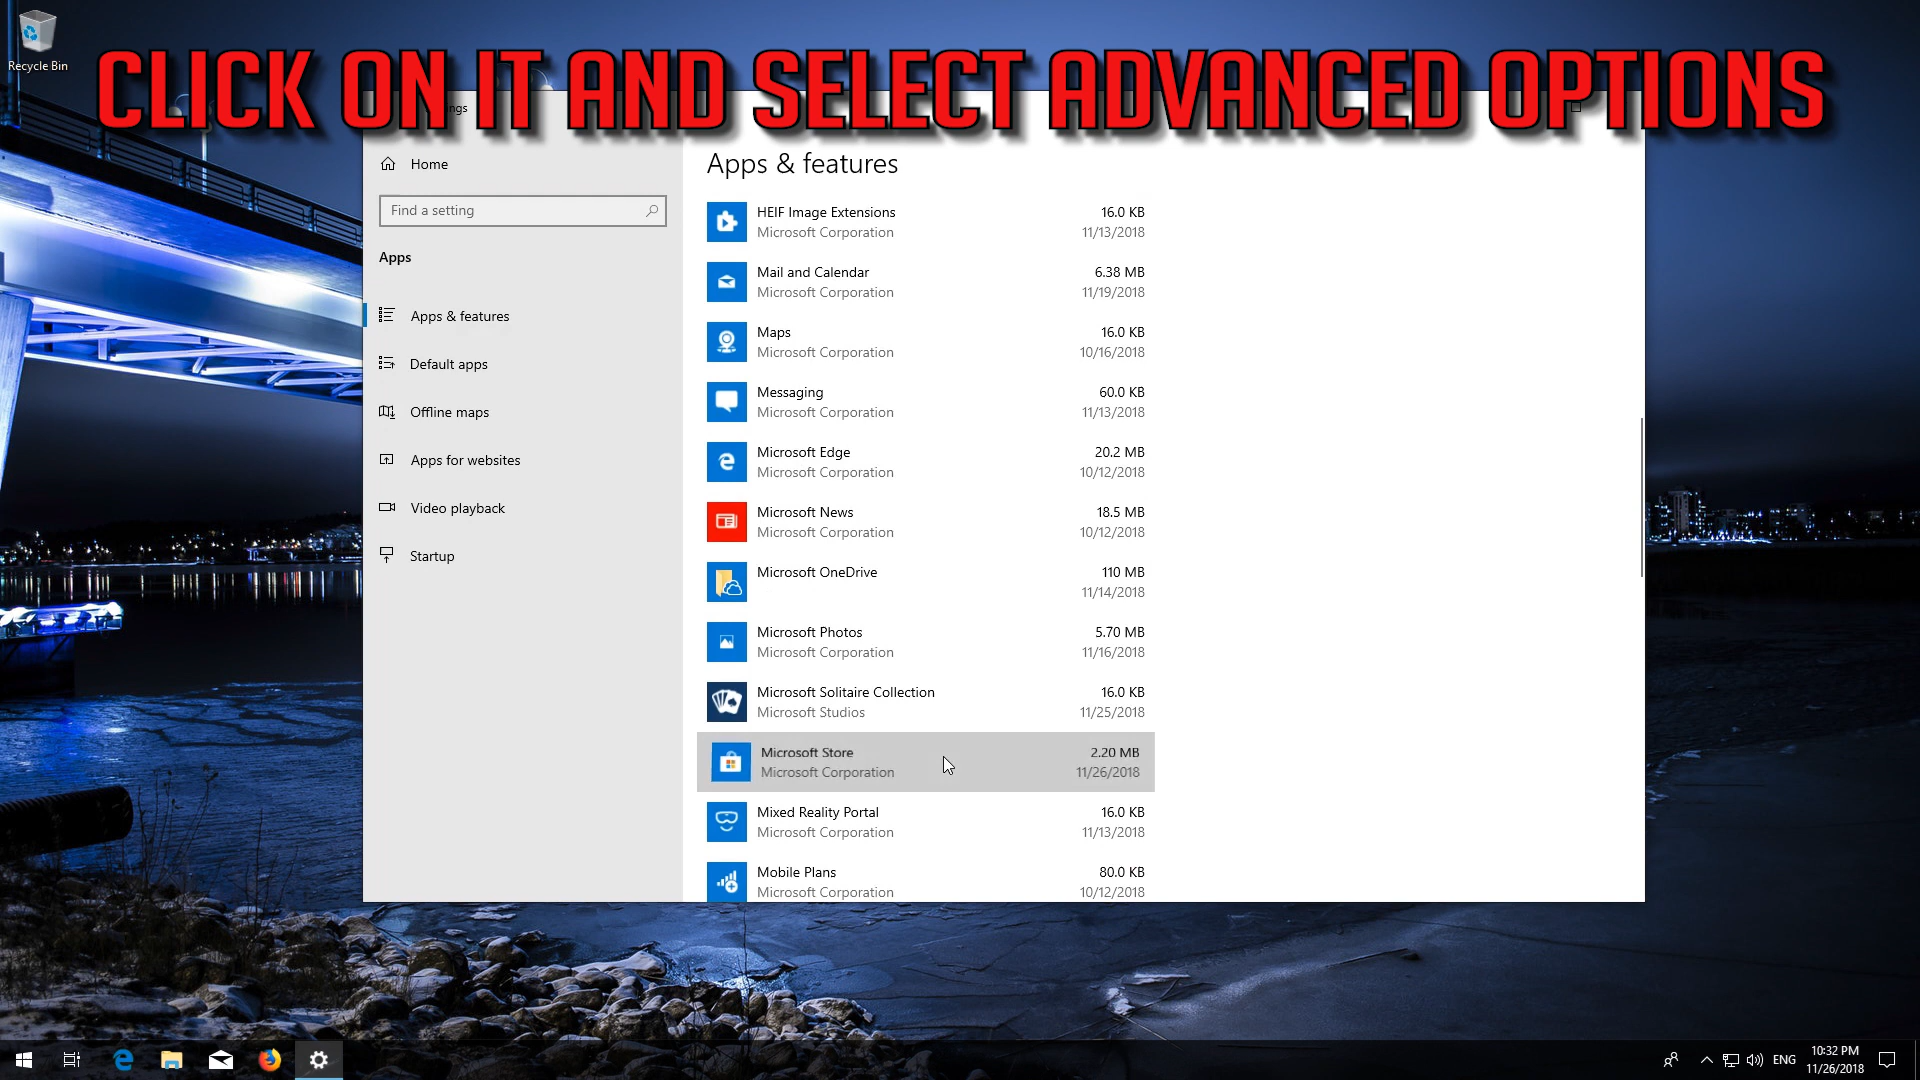 Recycle Bin
CLICK ON IT AND SELECT ADVANCED OPTIONS
Home
Find a setting
Apps
Apps & features
Default apps
Offline maps
Apps for websites
Video playback
Startup
Apps & features
HEIF Image Extensions 16.0 KB
Microsoft Corporation 11/13/2018
Mail and Calendar 6.38 MB
Microsoft Corporation 11/19/2018
Maps 16.0 KB
Microsoft Corporation 10/16/2018
Messaging 60.0 KB
Microsoft Corporation 11/13/2018
Microsoft Edge 20.2 MB
Microsoft Corporation 10/12/2018
Microsoft News 18.5 MB
Microsoft Corporation 10/12/2018
Microsoft OneDrive 110 MB
11/14/2018
Microsoft Photos 5.70 MB
Microsoft Corporation 11/16/2018
Microsoft Solitaire Collection 16.0 KB
Microsoft Studios 11/25/2018
Microsoft Store 2.20 MB
Microsoft Corporation 11/26/2018
Mixed Reality Portal 16.0 KB
Microsoft Corporation 11/13/2018
Mobile Plans 80.0 KB
Microsoft Corporation 10/12/2018
ENG
10:32 PM
11/26/2018